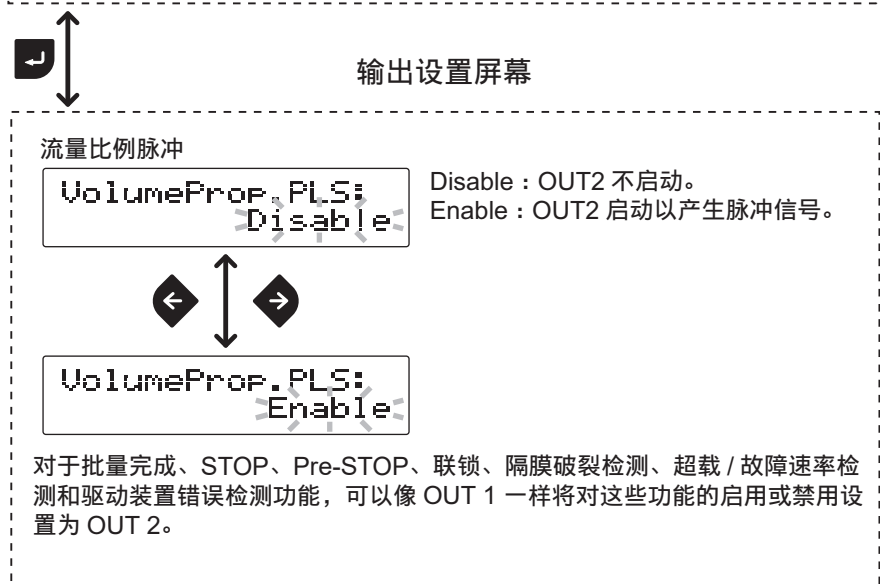 输出设置屏幕
流量比例脉冲
VolumeProp.PLS:
Disable
Disable：OUT2 不启动。
Enable：OUT2 启动以产生脉冲信号。
VolumeProp.PLS:
Enable
对于批量完成、STOP、Pre-STOP、联锁、隔膜破裂检测、超载 / 故障速率检
测和驱动装置错误检测功能，可以像 OUT 1 一样将对这些功能的启用或禁用设
置为 OUT 2。